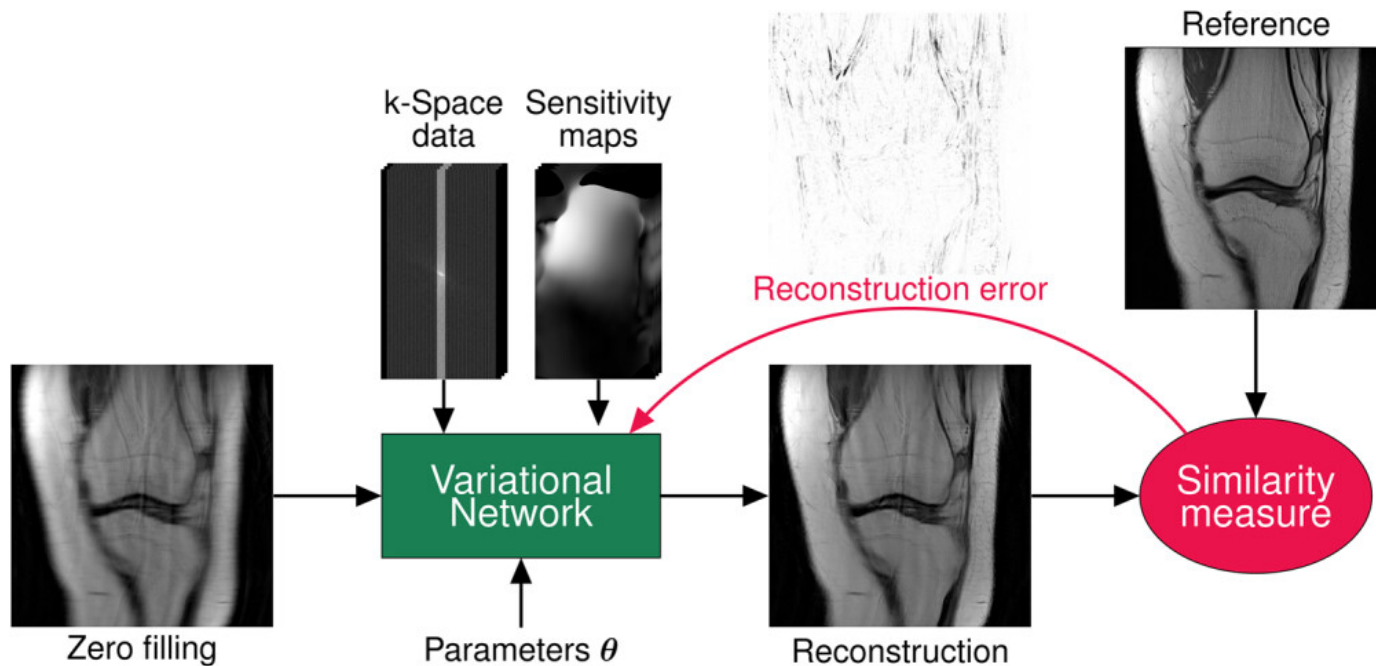 Reference
k-Space
data
Sensitivity
maps
Reconstruction error
Variational
Network
Similarity
measure
Zero filling
Parameters θ
Reconstruction